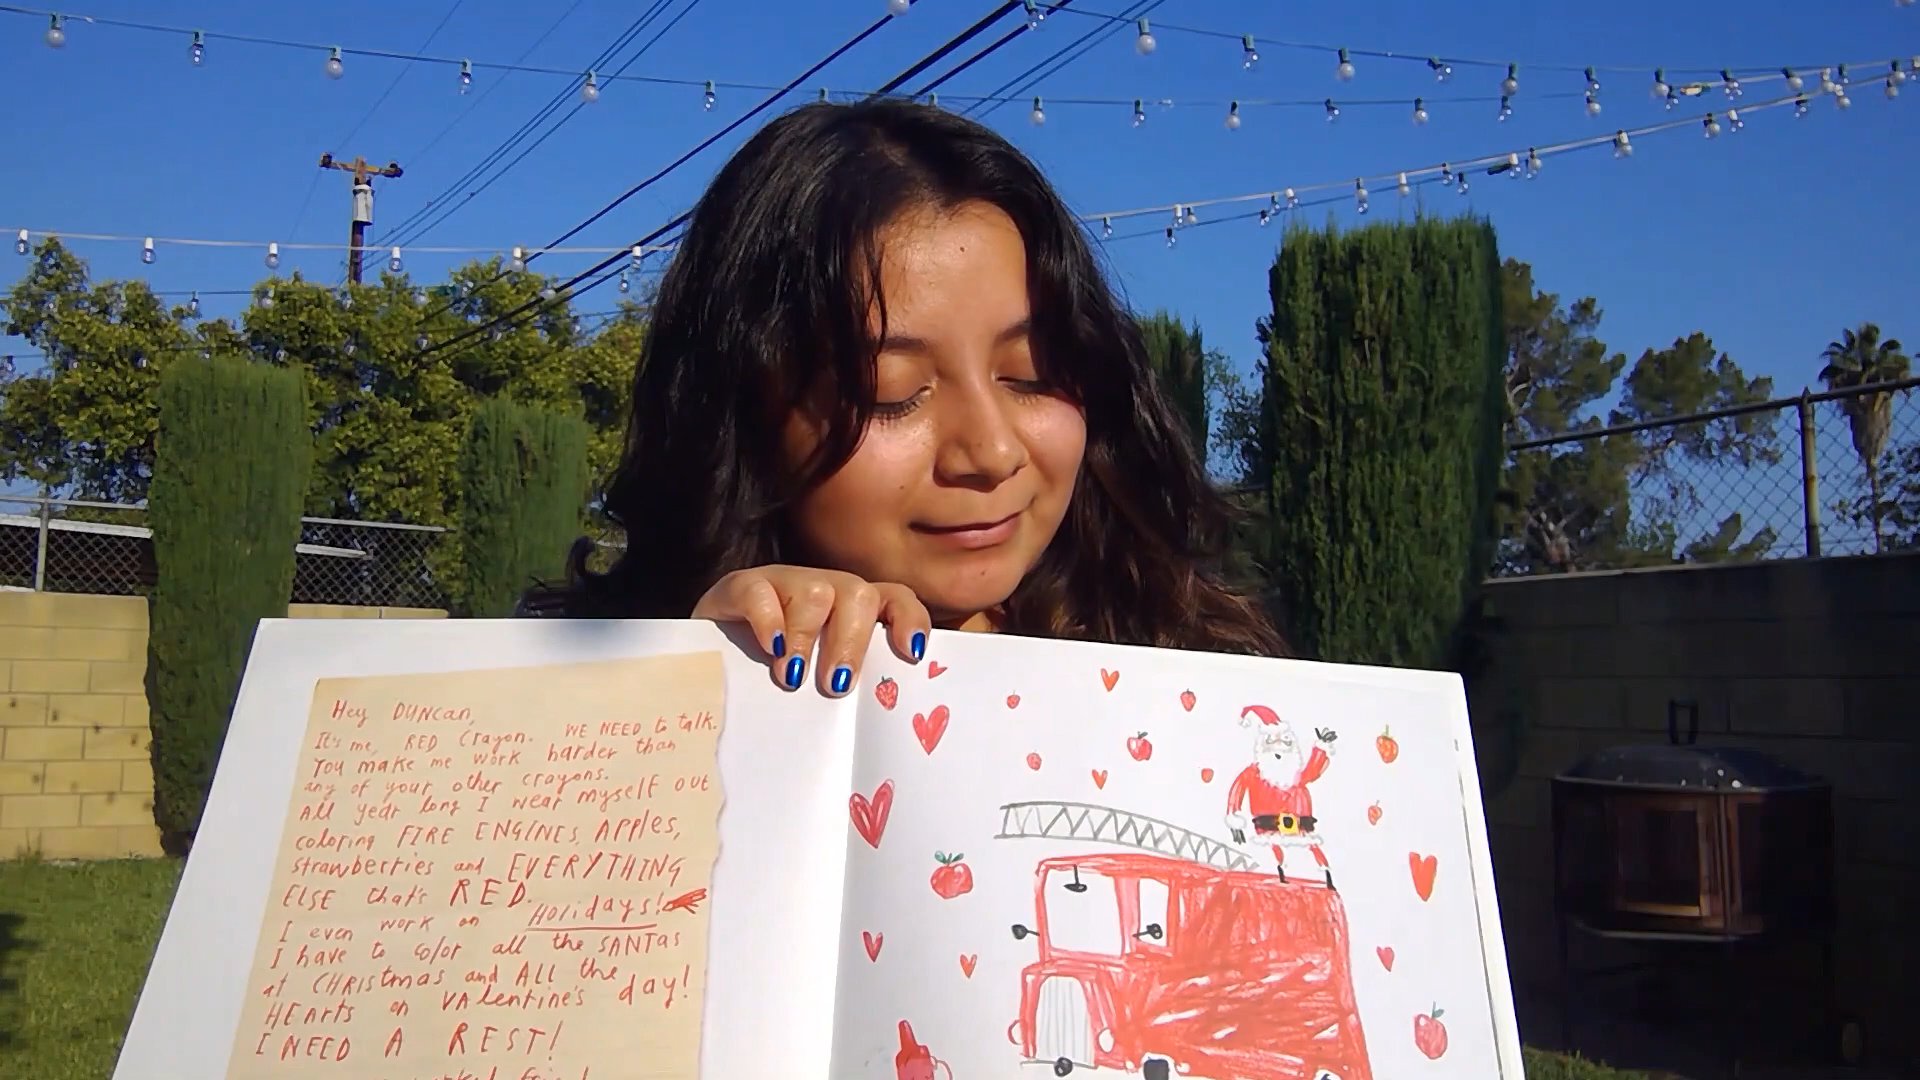 Hey DUNCan,
It's me, RED Crayon. WE NEED to talk.
You make me work harder than
any of your other crayons.
All year long I wear myself out
coloring FIRE ENGINES, APPles,
strawberries and EVERYTHING
ELSE that's RED.
I even work on Holidays!
I have to color all the SANTas
at CHRistmas and ALL the
HEArts on VAlentine's day!
I NEED A REST!